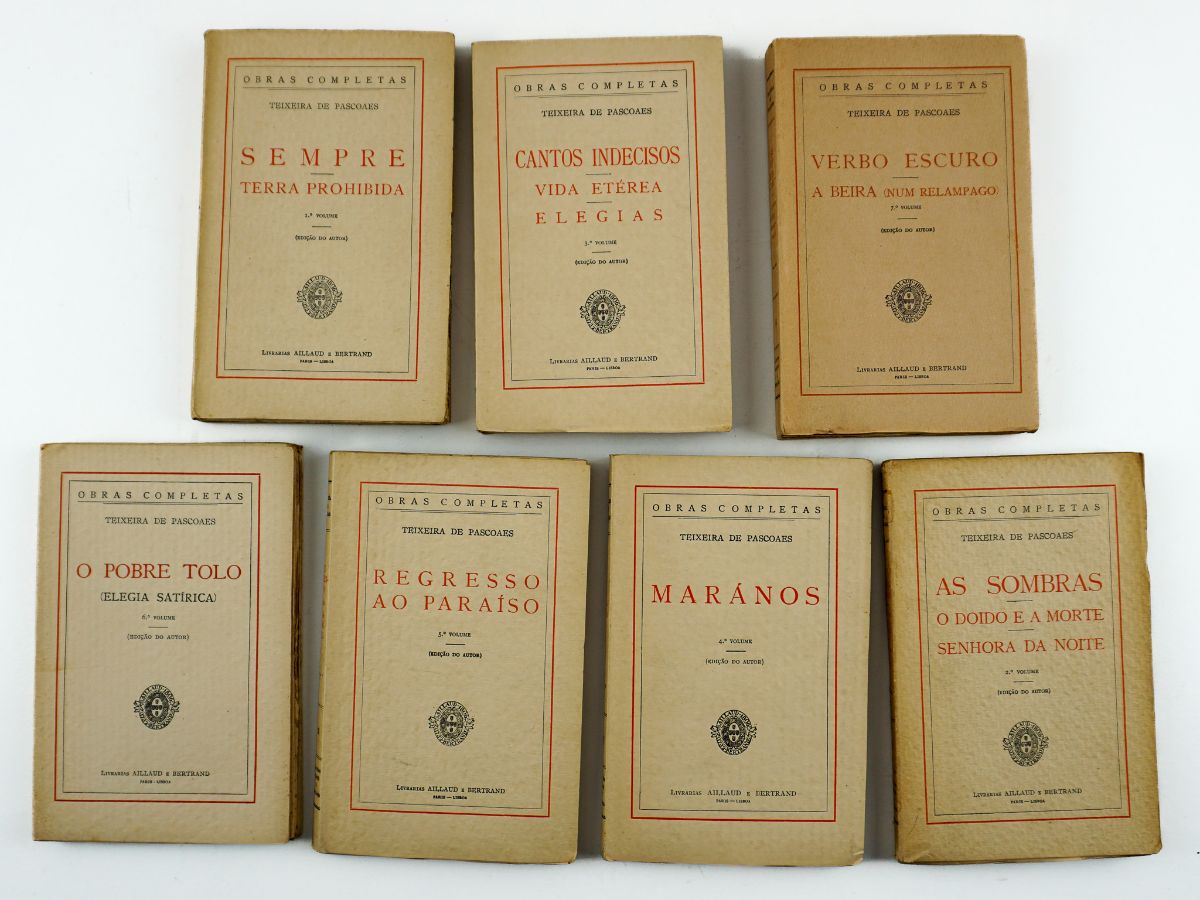 OBRAS COMPLETAS
TEIXEIRA DE PASCOAES
SEMPRE
TERRA PROHIBIDA
1.º VOLUME
(EDIÇÃO DO AUTOR)
LIVRARIAS AILLAUD E BERTRAND
PARIS — LISBOA
OBRAS COMPLETAS
TEIXEIRA DE PASCOAES
CANTOS INDECISOS
VIDA ETÉREA
ELEGIAS
3.º VOLUME
(EDIÇÃO DO AUTOR)
LIVRARIAS AILLAUD E BERTRAND
PARIS — LISBOA
OBRAS COMPLETAS
TEIXEIRA DE PASCOAES
VERBO ESCURO
A BEIRA (NUM RELAMPAGO)
7.º VOLUME
(EDIÇÃO DO AUTOR)
LIVRARIAS AILLAUD E BERTRAND
PARIS — LISBOA
OBRAS COMPLETAS
TEIXEIRA DE PASCOAES
O POBRE TOLO
(ELEGIA SATÍRICA)
6.º VOLUME
(EDIÇÃO DO AUTOR)
LIVRARIAS AILLAUD E BERTRAND
PARIS - LISBOA
OBRAS COMPLETAS
TEIXEIRA DE PASCOAES
REGRESSO
AO PARAÍSO
5.º VOLUME
(EDIÇÃO DO AUTOR)
LIVRARIAS AILLAUD E BERTRAND
PARIS — LISBOA
OBRAS COMPLETAS
TEIXEIRA DE PASCOAES
MARÁNOS
4.º VOLUME
(EDIÇÃO DO AUTOR)
LIVRARIAS AILLAUD E BERTRAND
PARIS — LISBOA
OBRAS COMPLETAS
TEIXEIRA DE PASCOAES
AS SOMBRAS
O DOIDO E A MORTE
SENHORA DA NOITE
2.º VOLUME
(EDIÇÃO DO AUTOR)
LIVRARIAS AILLAUD E BERTRAND
PARIS — LISBOA